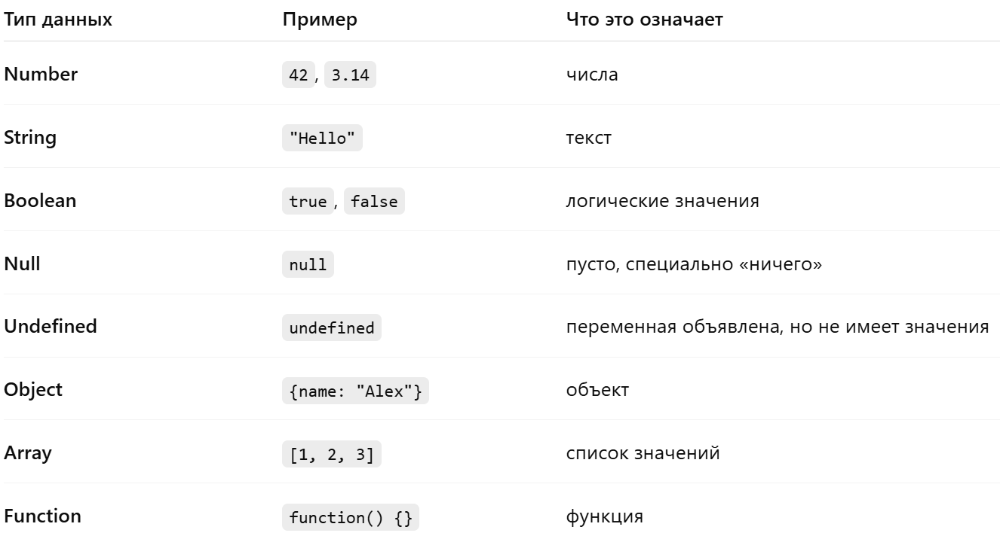 Тип данных Пример Что это означает
Number 42, 3.14 числа
String "Hello" текст
Boolean true, false логические значения
Null null пусто, специально «ничего»
Undefined undefined переменная объявлена, но не имеет значения
Object {name: "Alex"} объект
Array [1, 2, 3] список значений
Function function() {} функция